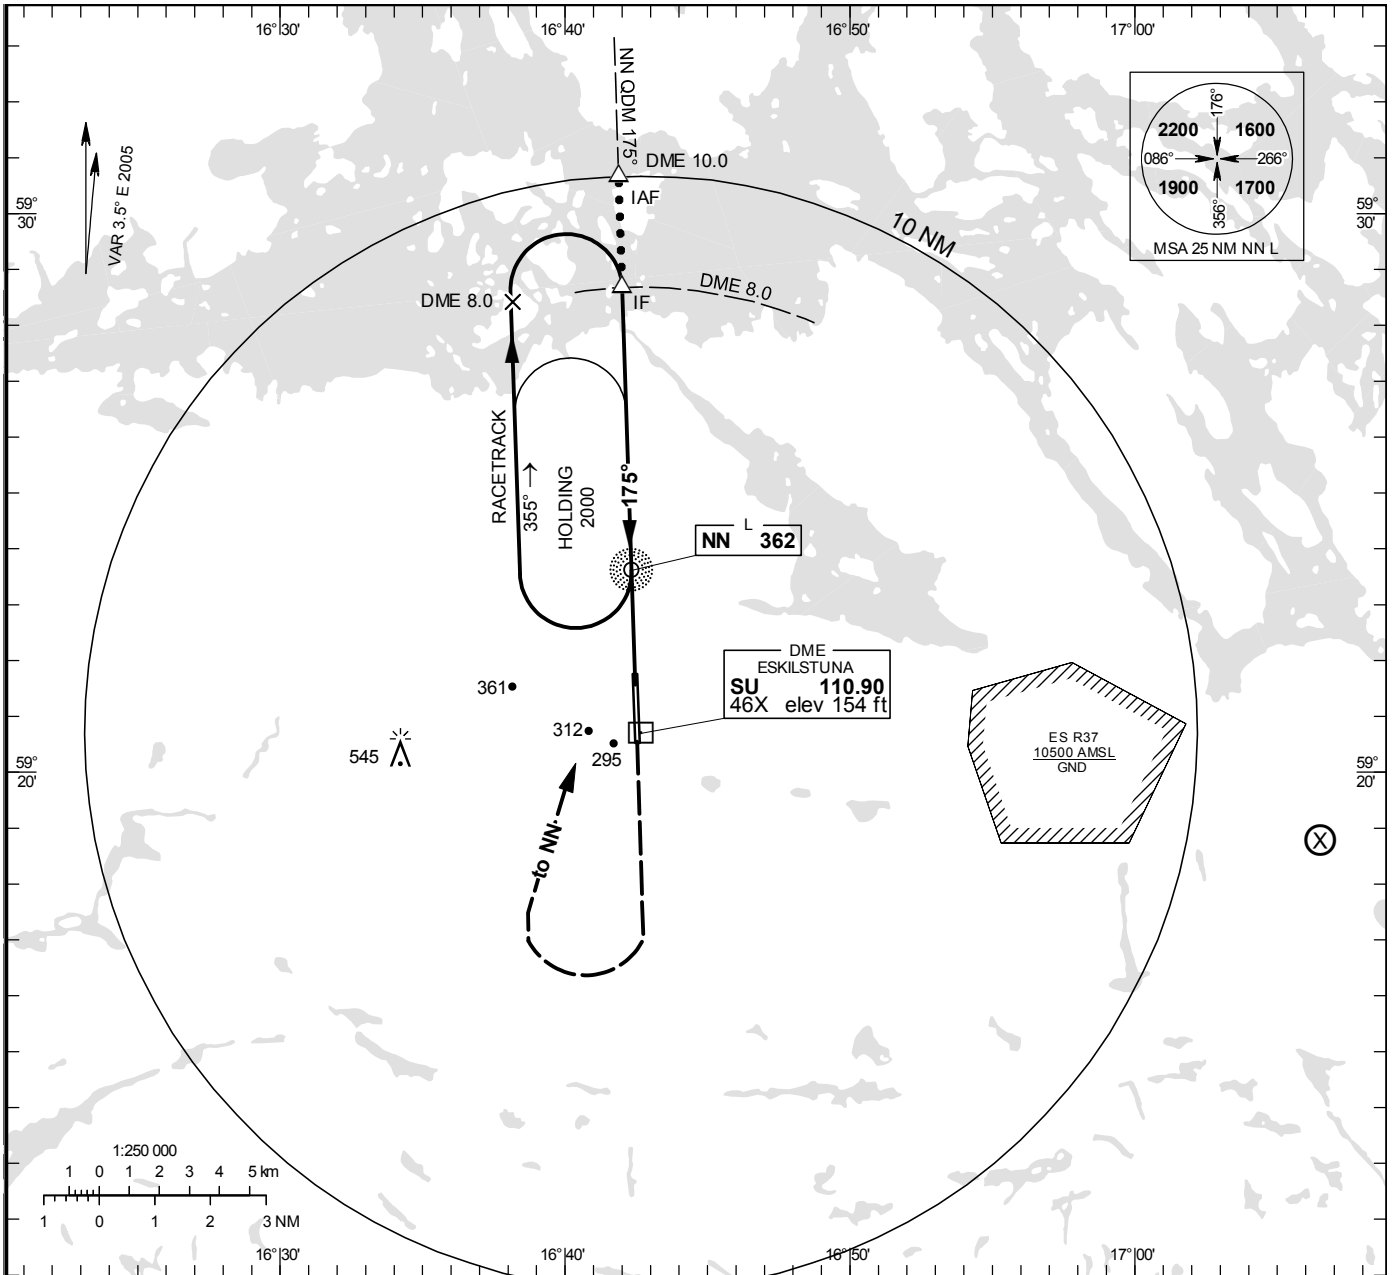 16°30'
16°40'
16°50'
17°00'
VAR 3.5° E 2005
NN QDM 175°
DME 10.0
IAF
10 NM
176°
2200
1600
086°
266°
1900
1700
356°
MSA 25 NM NN L
59°
30'
59°
30'
DME 8.0
IF
DME 8.0
RACETRACK
355°
HOLDING
2000
175°
L
NN 362
DME
ESKILSTUNA
SU 110.90
46X elev 154 ft
361
312
295
545
ES R37
10500 AMSL
GND
59°
20'
59°
20'
X
to NN
1:250 000
1 0 1 2 3 4 5 km
1 0 1 2 3 NM
16°30'
16°40'
16°50'
17°00'